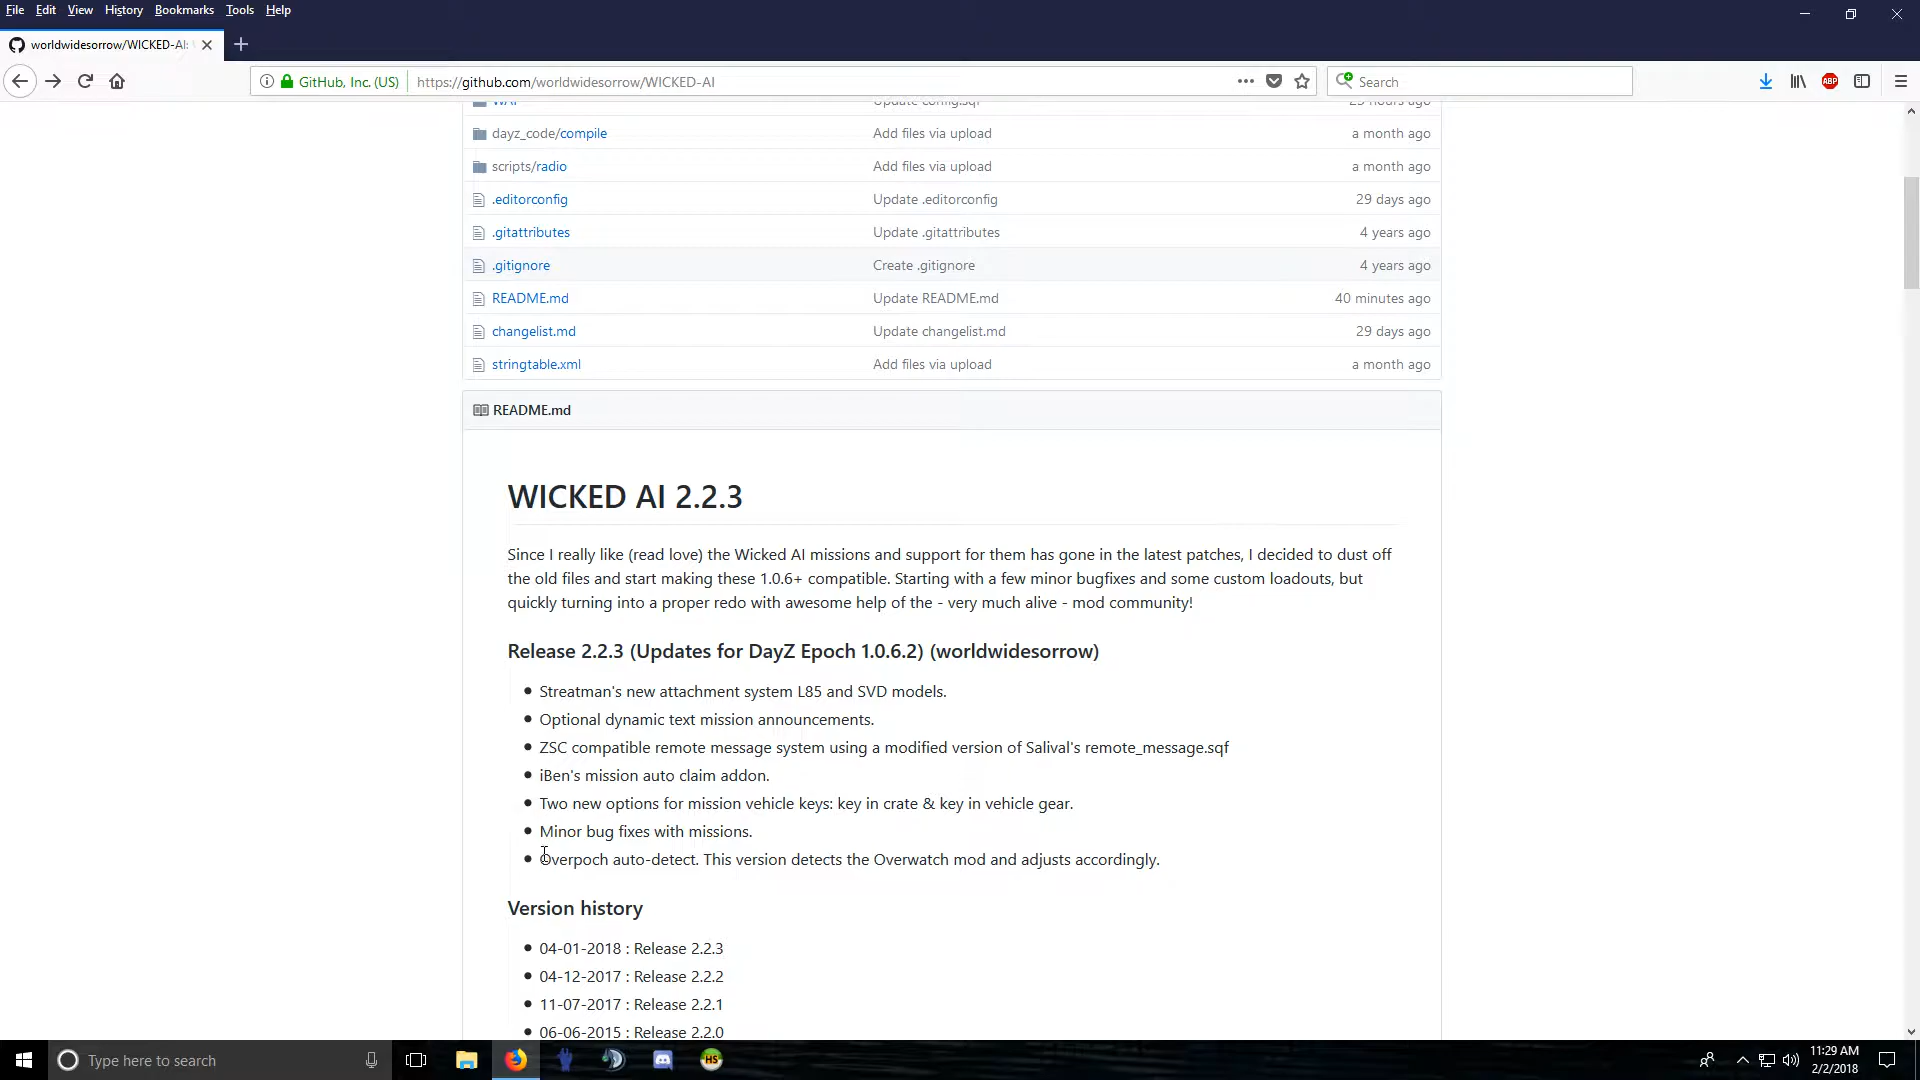 File Edit View History Bookmarks Tools Help
worldwidesorrow/WICKED-AI:
GitHub, Inc. (US) https://github.com/worldwidesorrow/WICKED-AI Search ABP
WAI Update config.sqf 23 hours ago
dayz_code/compile Add files via upload a month ago
scripts/radio Add files via upload a month ago
.editorconfig Update .editorconfig 29 days ago
.gitattributes Update .gitattributes 4 years ago
.gitignore Create .gitignore 4 years ago
README.md Update README.md 40 minutes ago
changelist.md Update changelist.md 29 days ago
stringtable.xml Add files via upload a month ago
README.md
WICKED AI 2.2.3
Since I really like (read love) the Wicked AI missions and support for them has gone in the latest patches, I decided to dust off
the old files and start making these 1.0.6+ compatible. Starting with a few minor bugfixes and some custom loadouts, but
quickly turning into a proper redo with awesome help of the - very much alive - mod community!
Release 2.2.3 (Updates for DayZ Epoch 1.0.6.2) (worldwidesorrow)
Streatman's new attachment system L85 and SVD models.
Optional dynamic text mission announcements.
ZSC compatible remote message system using a modified version of Salival's remote_message.sqf
iBen's mission auto claim addon.
Two new options for mission vehicle keys: key in crate & key in vehicle gear.
Minor bug fixes with missions.
Overpoch auto-detect. This version detects the Overwatch mod and adjusts accordingly.
Version history
04-01-2018 : Release 2.2.3
04-12-2017 : Release 2.2.2
11-07-2017 : Release 2.2.1
06-06-2015 : Release 2.2.0
Type here to search HS 11:29 AM
2/2/2018